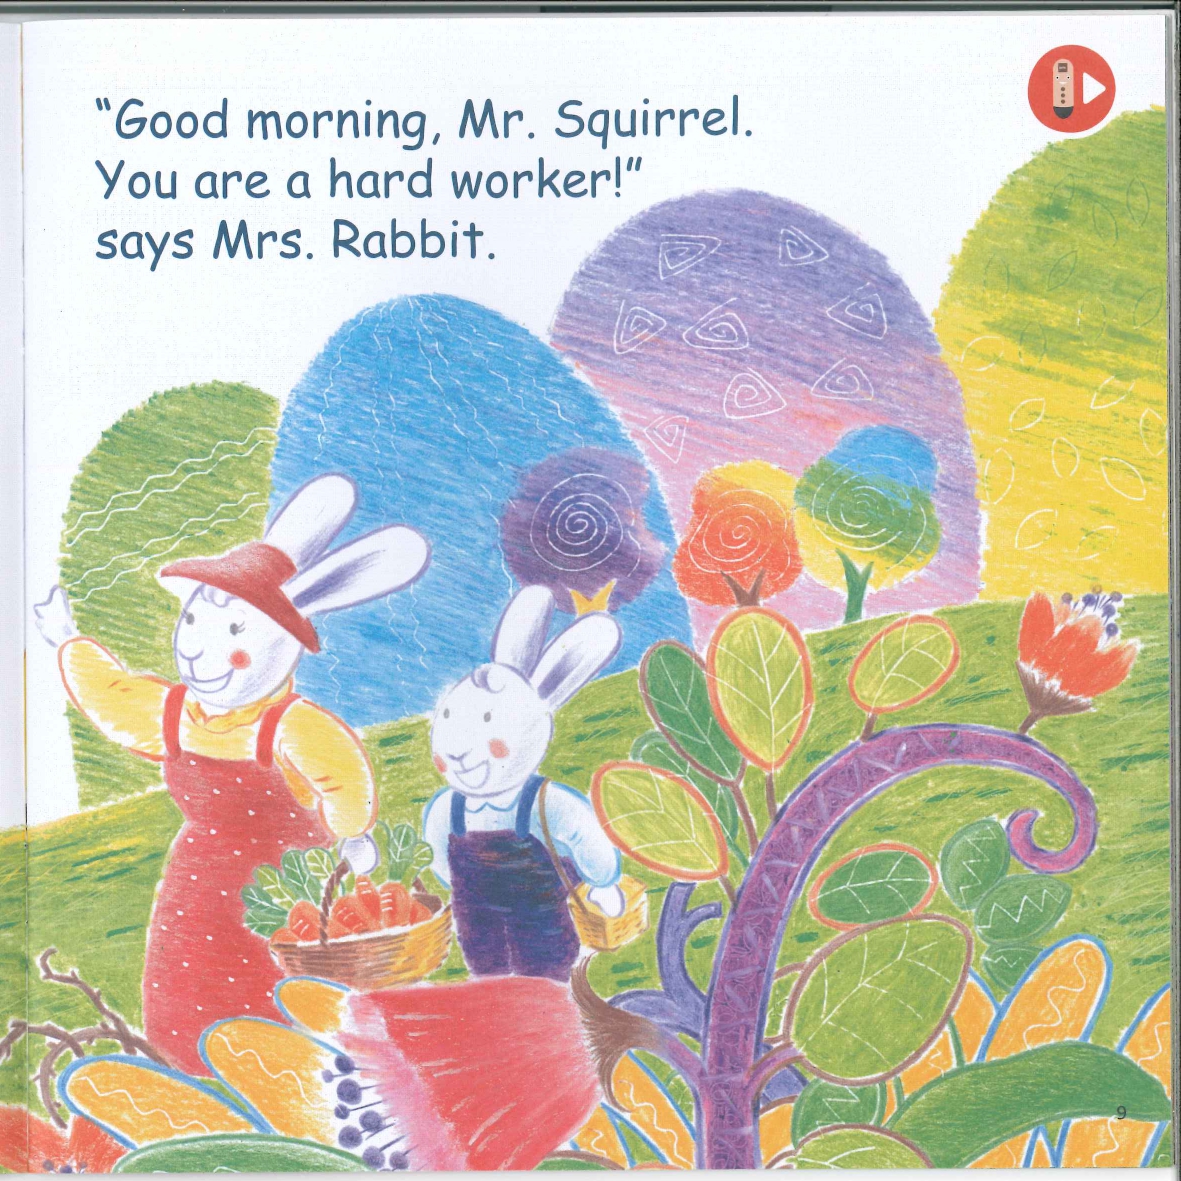 “Good morning, Mr. Squirrel.
You are a hard worker!”
says Mrs. Rabbit.
9